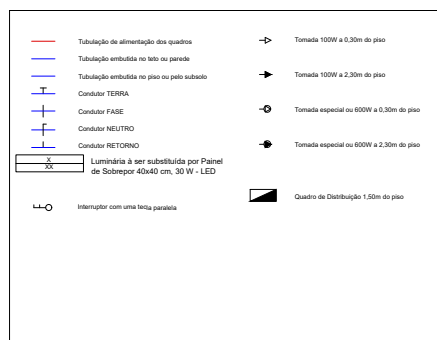 Tubulação de alimentação dos quadros
Tubulação embutida no teto ou parede
Tubulação embutida no piso ou pelo subsolo
Condutor TERRA
Condutor FASE
Condutor NEUTRO
Condutor RETORNO
X
XX
Luminária à ser substituída por Painel
de Sobrepor 40x40 cm, 30 W - LED
Interruptor com uma tecla paralela
Tomada 100W a 0,30m do piso
Tomada 100W a 2,30m do piso
Tomada especial ou 600W a 0,30m do piso
Tomada especial ou 600W a 2,30m do piso
Quadro de Distribuição 1,50m do piso